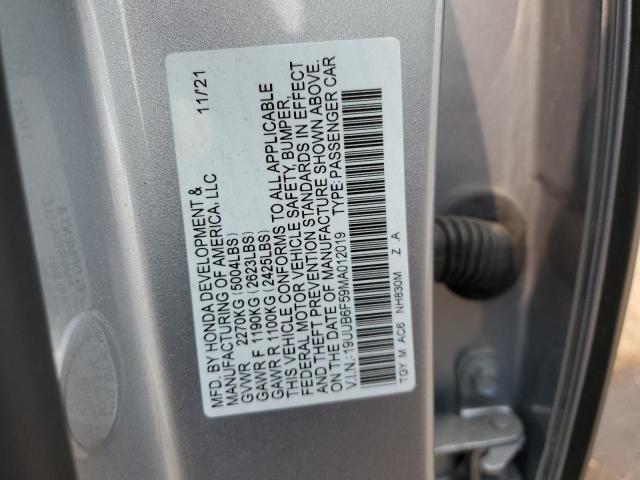 MFD. BY HONDA DEVELOPMENT & 11/21
MANUFACTURING OF AMERICA, LLC
GVWR 2270KG (5004LBS)
GAWR F 1190KG (2623LBS)
GAWR R 1100KG (2425LBS)
THIS VEHICLE CONFORMS TO ALL APPLICABLE
FEDERAL MOTOR VEHICLE SAFETY, BUMPER,
AND THEFT PREVENTION STANDARDS IN EFFECT
ON THE DATE OF MANUFACTURE SHOWN ABOVE.
V.I.N.:19UUB6F59MA012019 TYPE:PASSENGER CAR
TGY M AC6 NH830M Z A